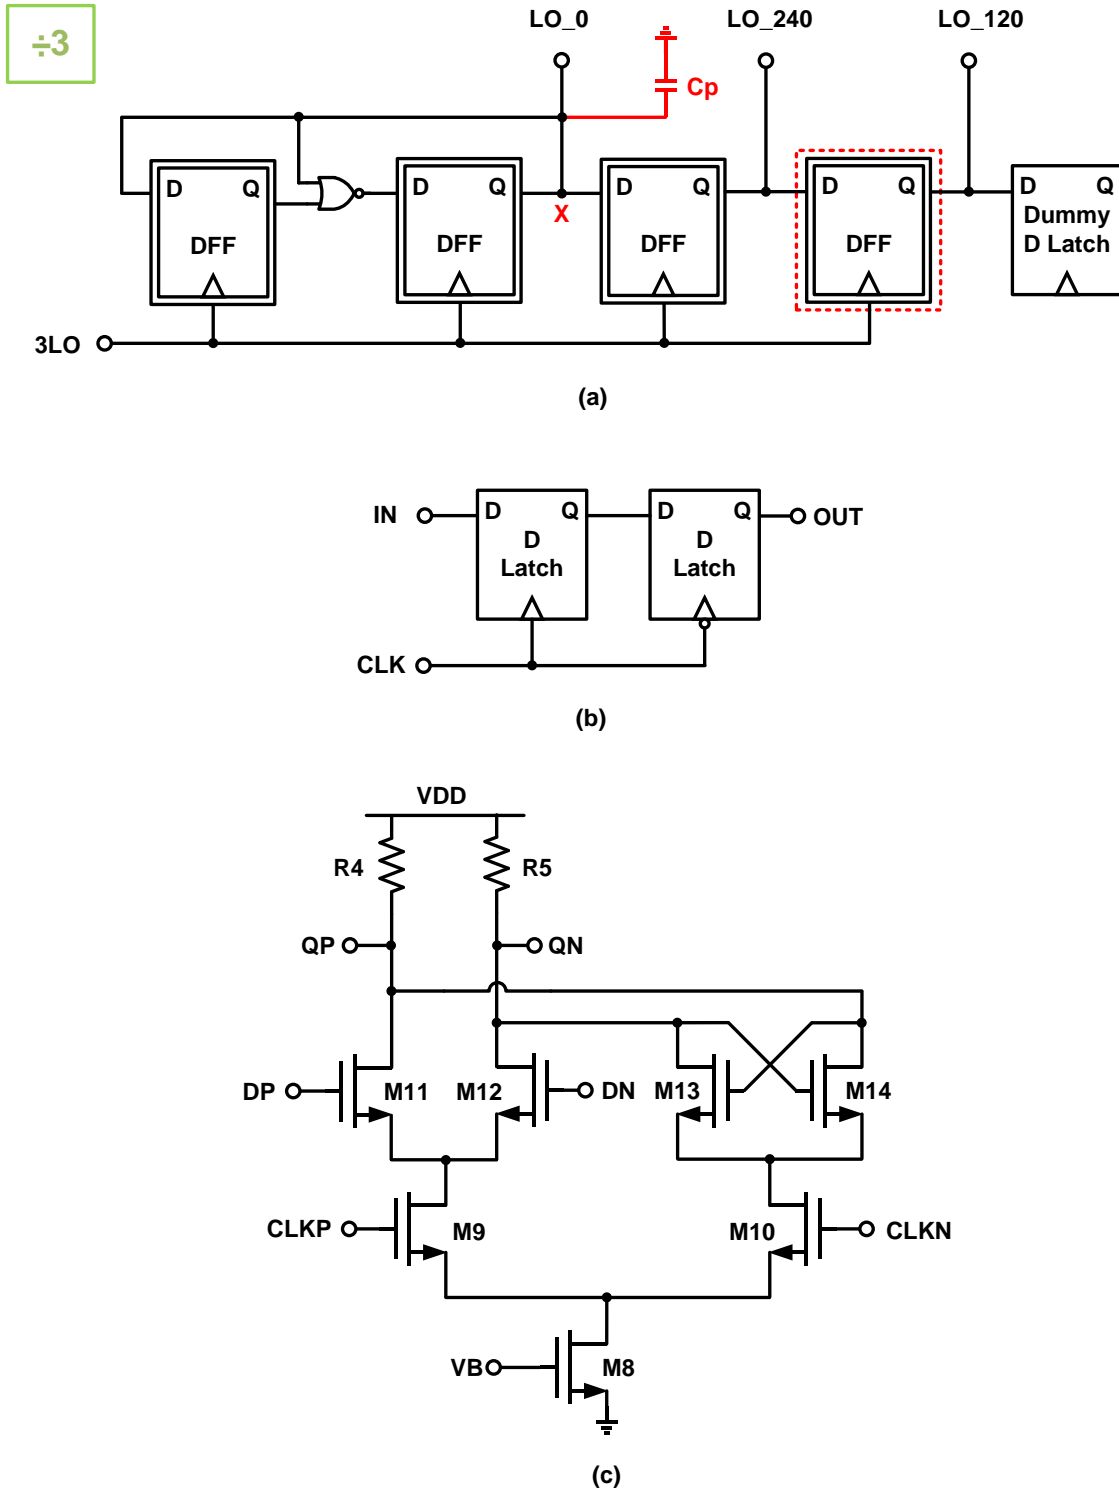 ÷3
LO_0
LO_240
LO_120
Cp
D Q
DFF
D Q
DFF
X
D Q
DFF
D Q
DFF
D Q
Dummy
D Latch
3LO
(a)
IN
D Q
D
Latch
D Q
D
Latch
OUT
CLK
(b)
VDD
R4
R5
QP
QN
DP
M11
M12
DN
M13
M14
CLKP
M9
M10
CLKN
VB
M8
(c)